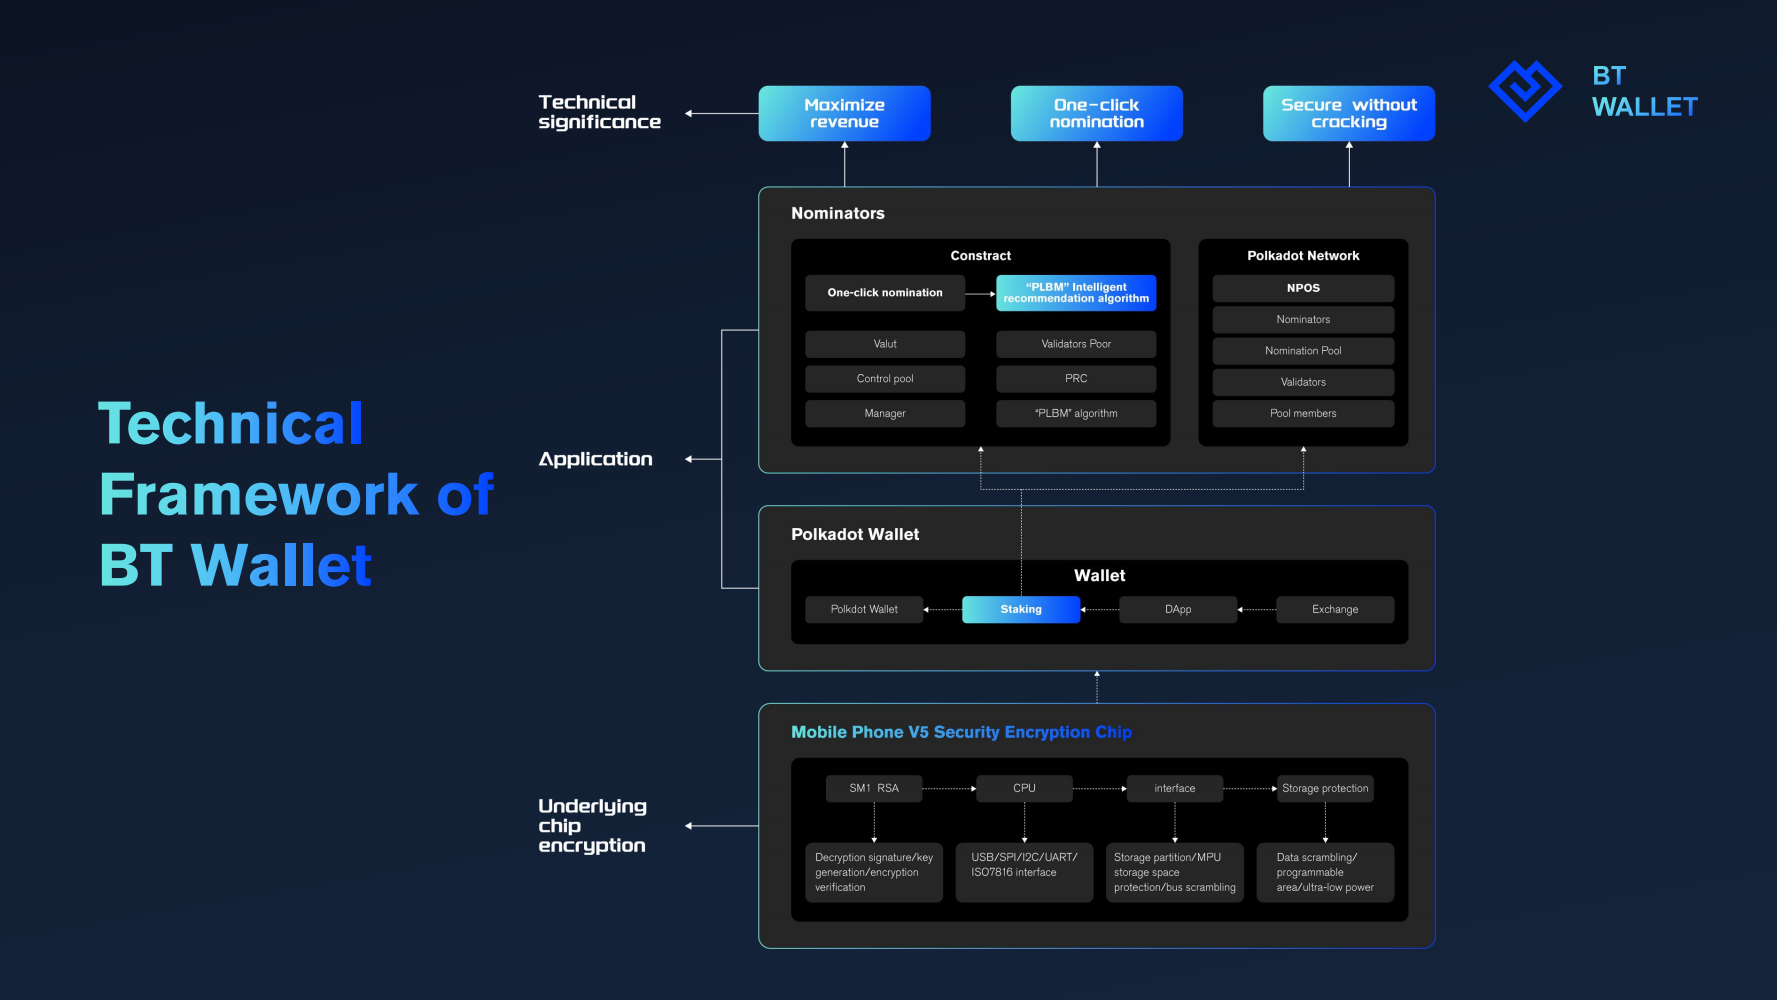 BT
WALLET
Technical
Framework of
BT Wallet
Technical
significance
Maximize
revenue
One-click
nomination
Secure without
cracking
Application
Nominators
Constract
One-click nomination
“PLBM” Intelligent
recommendation algorithm
Valut
Validators Poor
Control pool
PRC
Manager
“PLBM” algorithm
Polkadot Network
NPOS
Nominators
Nomination Pool
Validators
Pool members
Polkadot Wallet
Wallet
Polkdot Wallet
Staking
DApp
Exchange
Underlying
chip
encryption
Mobile Phone V5 Security Encryption Chip
SM1 RSA
CPU
interface
Storage protection
Decryption signature/key
generation/encryption
verification
USB/SPI/I2C/UART/
ISO7816 interface
Storage partition/MPU
storage space
protection/bus scrambling
Data scrambling/
programmable
area/ultra-low power